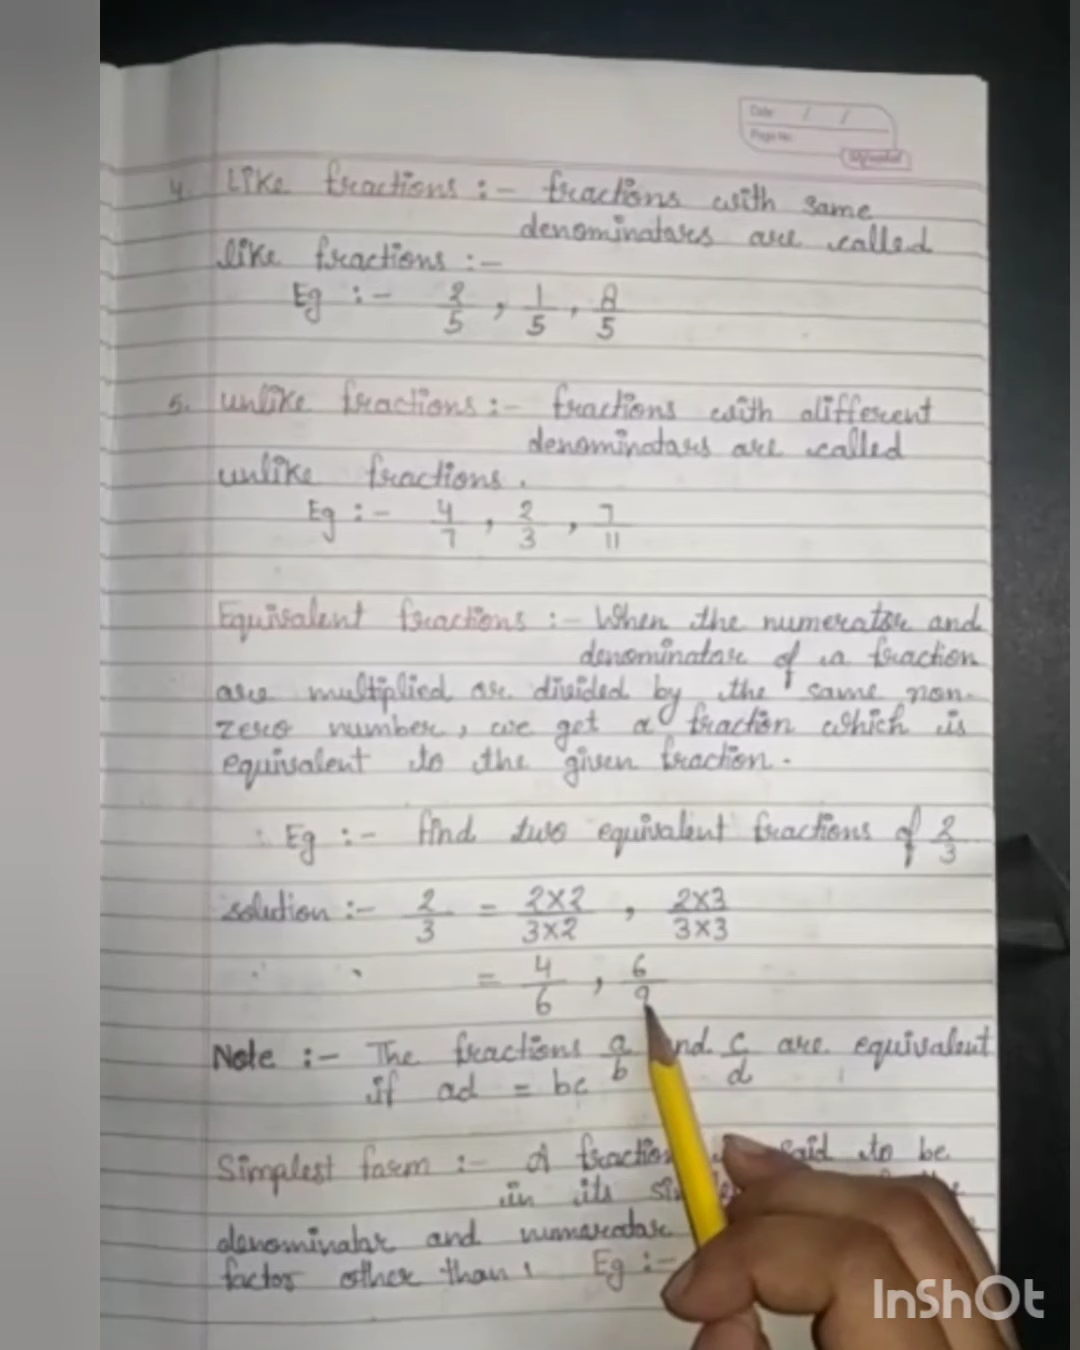 Date: / /
Page No:
4. Like fractions :- fractions with same
denominators are called
like fractions :-
Eg :- 2/5 , 1/5 , 8/5
5. Unlike fractions :- fractions with different
denominators are called
unlike fractions .
Eg :- 4/7 , 2/3 , 7/11
Equivalent fractions :- When the numerator and
denominator of a fraction
are multiplied or divided by the same non-
zero number, we get a fraction which is
equivalent to the given fraction .
Eg :- find two equivalent fractions of 2/3
solution :- 2/3 = 2×2/3×2 , 2×3/3×3
= 4/6 , 6/9
Note :- The fractions a/b and c/d are equivalent
if ad = bc
Simplest form :- A fraction said to be
in its
denominator and numerator
factor other than 1 Eg :-
InShOt